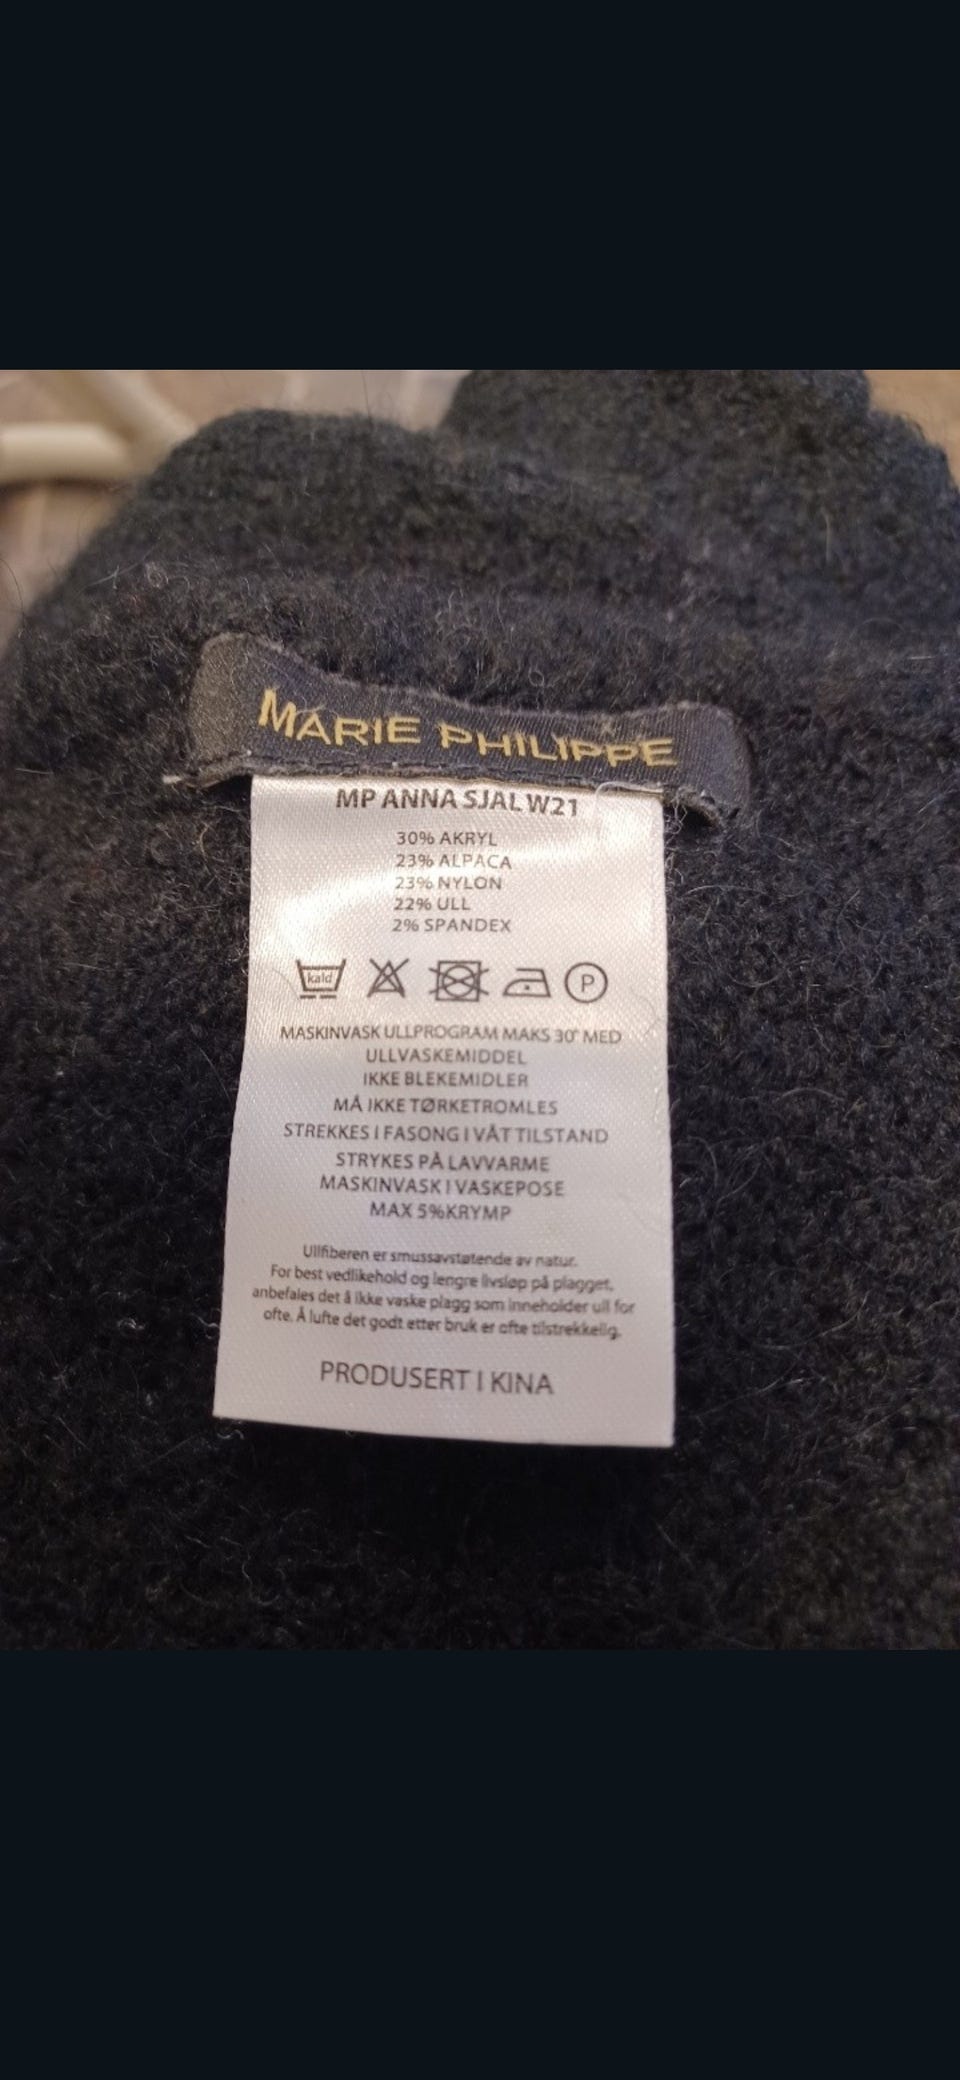 MARIE PHILIPPE
MP ANNA SJAL W21
30% AKRYL
23% ALPACA
23% NYLON
22% ULL
2% SPANDEX
kald P
MASKINVASK ULLPROGRAM MAKS 30° MED
ULLVASKEMIDDEL
IKKE BLEKEMIDLER
MÅ IKKE TØRKETROMLES
STREKKES I FASONG I VÅT TILSTAND
STRYKES PÅ LAVVARME
MASKINVASK I VASKEPOSE
MAX 5%KRYMP
Ullfiberen er smussavstøtende av natur.
For best vedlikehold og lengre livsløp på plagget,
anbefales det å ikke vaske plagg som inneholder ull for
ofte. Å lufte det godt etter bruk er ofte tilstrekkelig.
PRODUSERT I KINA